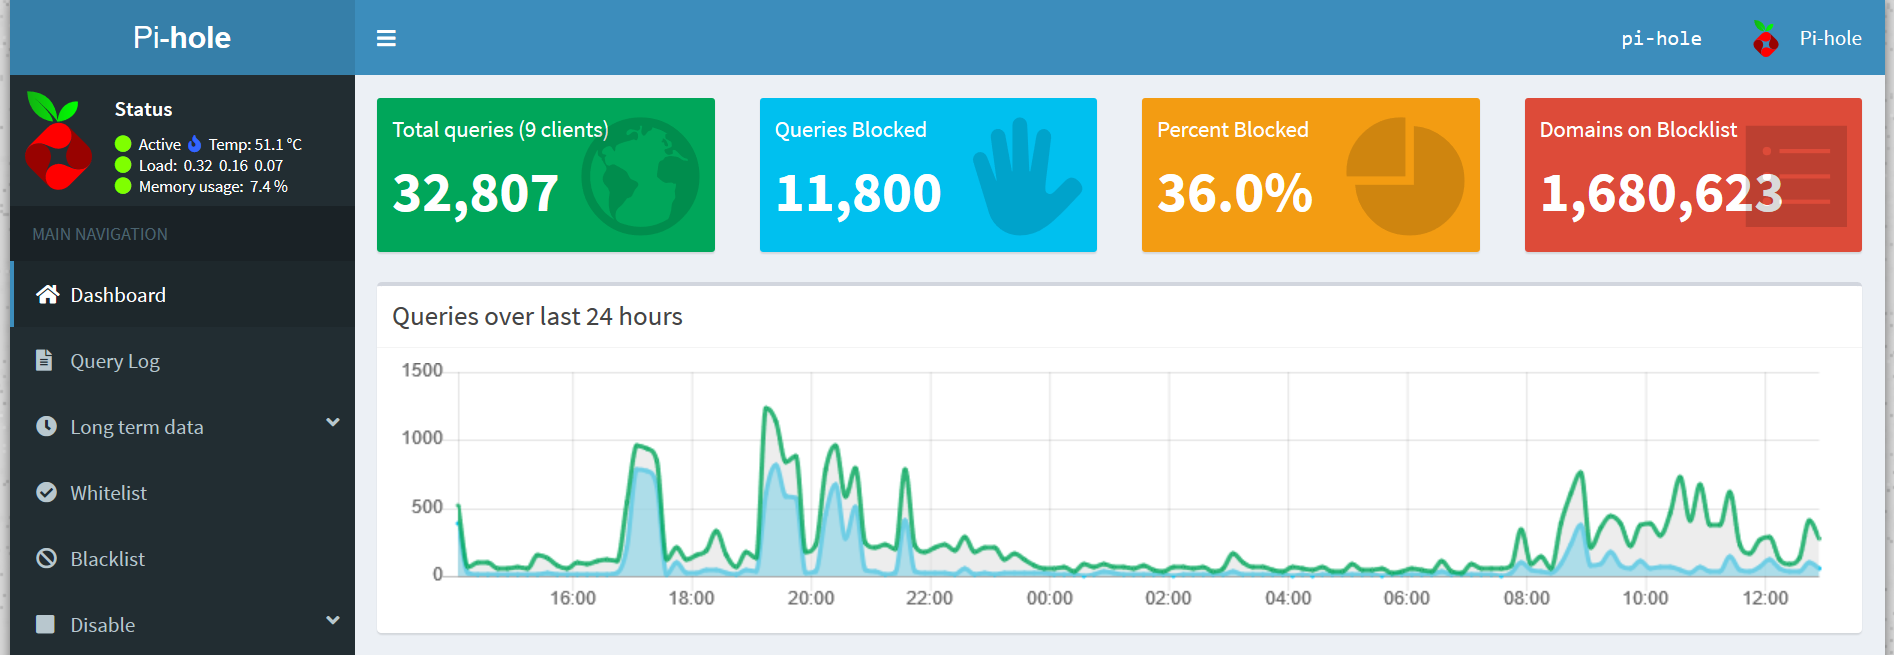 Pi-hole
pi-hole
Pi-hole
Status
Active Temp: 51.1 °C
Load: 0.32 0.16 0.07
Memory usage: 7.4 %
MAIN NAVIGATION
Dashboard
Query Log
Long term data
Whitelist
Blacklist
Disable
Total queries (9 clients)
32,807
Queries Blocked
11,800
Percent Blocked
36.0%
Domains on Blocklist
1,680,623
Queries over last 24 hours
1500
1000
500
0
16:00 18:00 20:00 22:00 00:00 02:00 04:00 06:00 08:00 10:00 12:00